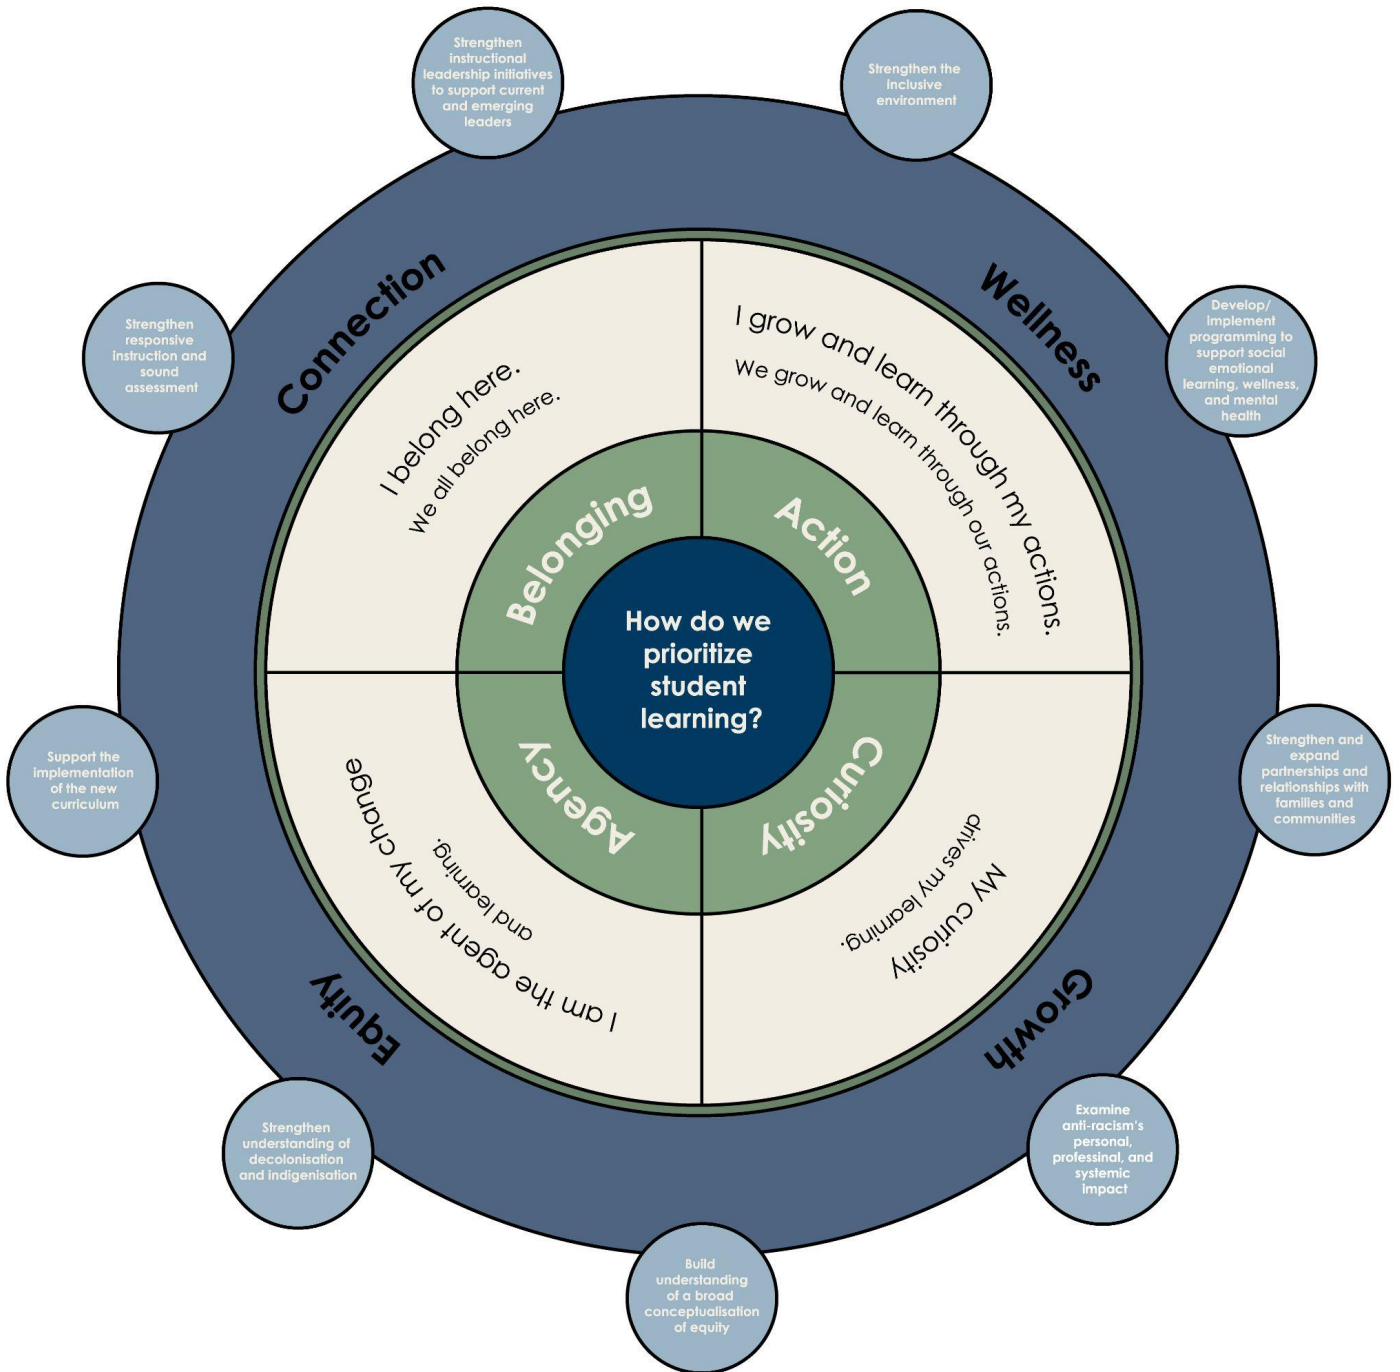 Strengthen
instructional
leadership initiatives
to support current
and emerging
leaders
Strengthen the
inclusive
environment
Strengthen
responsive
instruction and
sound
assessment
Develop/
implement
programming to
support social
emotional
learning, wellness,
and mental
health
Connection
Wellness
I belong here.
We all belong here.
I grow and learn through my actions.
We grow and learn through our actions.
Belonging
Action
How do we
prioritize
student
learning?
Agency
Curiosity
I am the agent of my change
and learning.
My curiosity
drives my learning.
Support the
implementation
of the new
curriculum
Strengthen and
expand
partnerships and
relationships with
families and
communities
Equity
Growth
Strengthen
understanding of
decolonisation
and indigenisation
Examine
anti-racism's
personal,
professinal, and
systemic
impact
Build
understanding
of a broad
conceptualisation
of equity